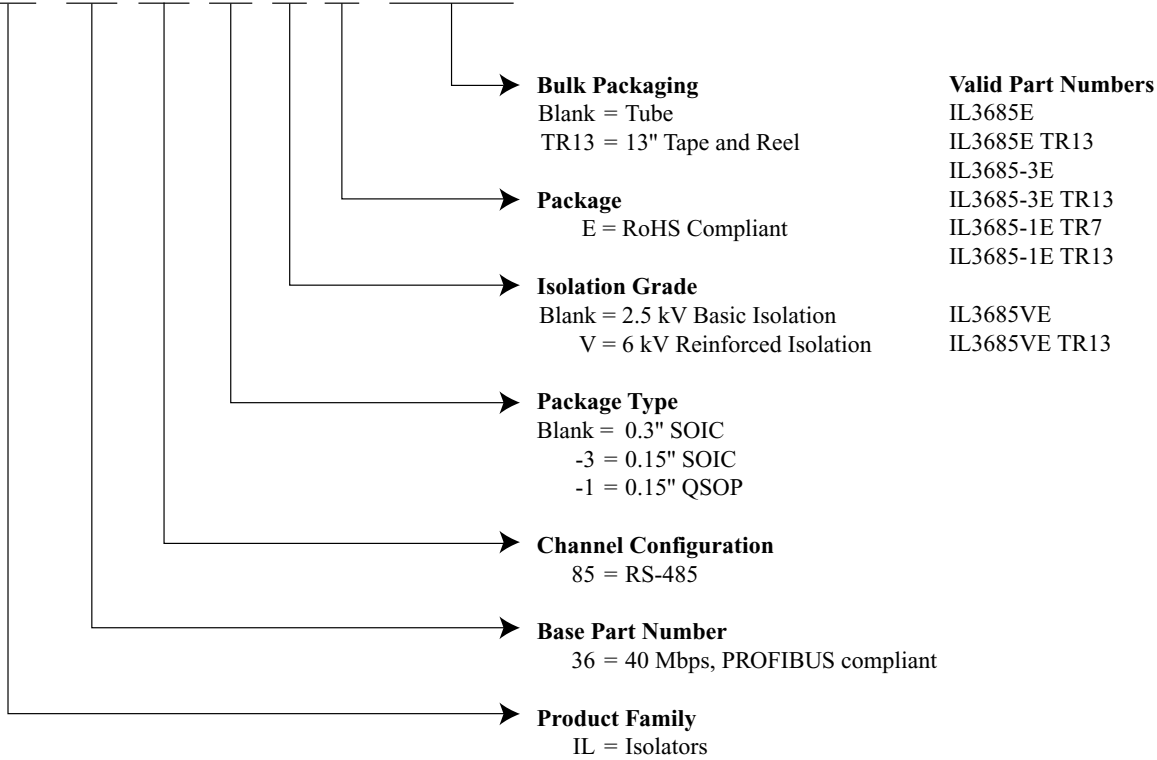 Bulk Packaging
Blank = Tube
TR13 = 13" Tape and Reel
Package
E = RoHS Compliant
Isolation Grade
Blank = 2.5 kV Basic Isolation
V = 6 kV Reinforced Isolation
Package Type
Blank = 0.3" SOIC
-3 = 0.15" SOIC
-1 = 0.15" QSOP
Channel Configuration
85 = RS-485
Base Part Number
36 = 40 Mbps, PROFIBUS compliant
Product Family
IL = Isolators
Valid Part Numbers
IL3685E
IL3685E TR13
IL3685-3E
IL3685-3E TR13
IL3685-1E TR7
IL3685-1E TR13
IL3685VE
IL3685VE TR13